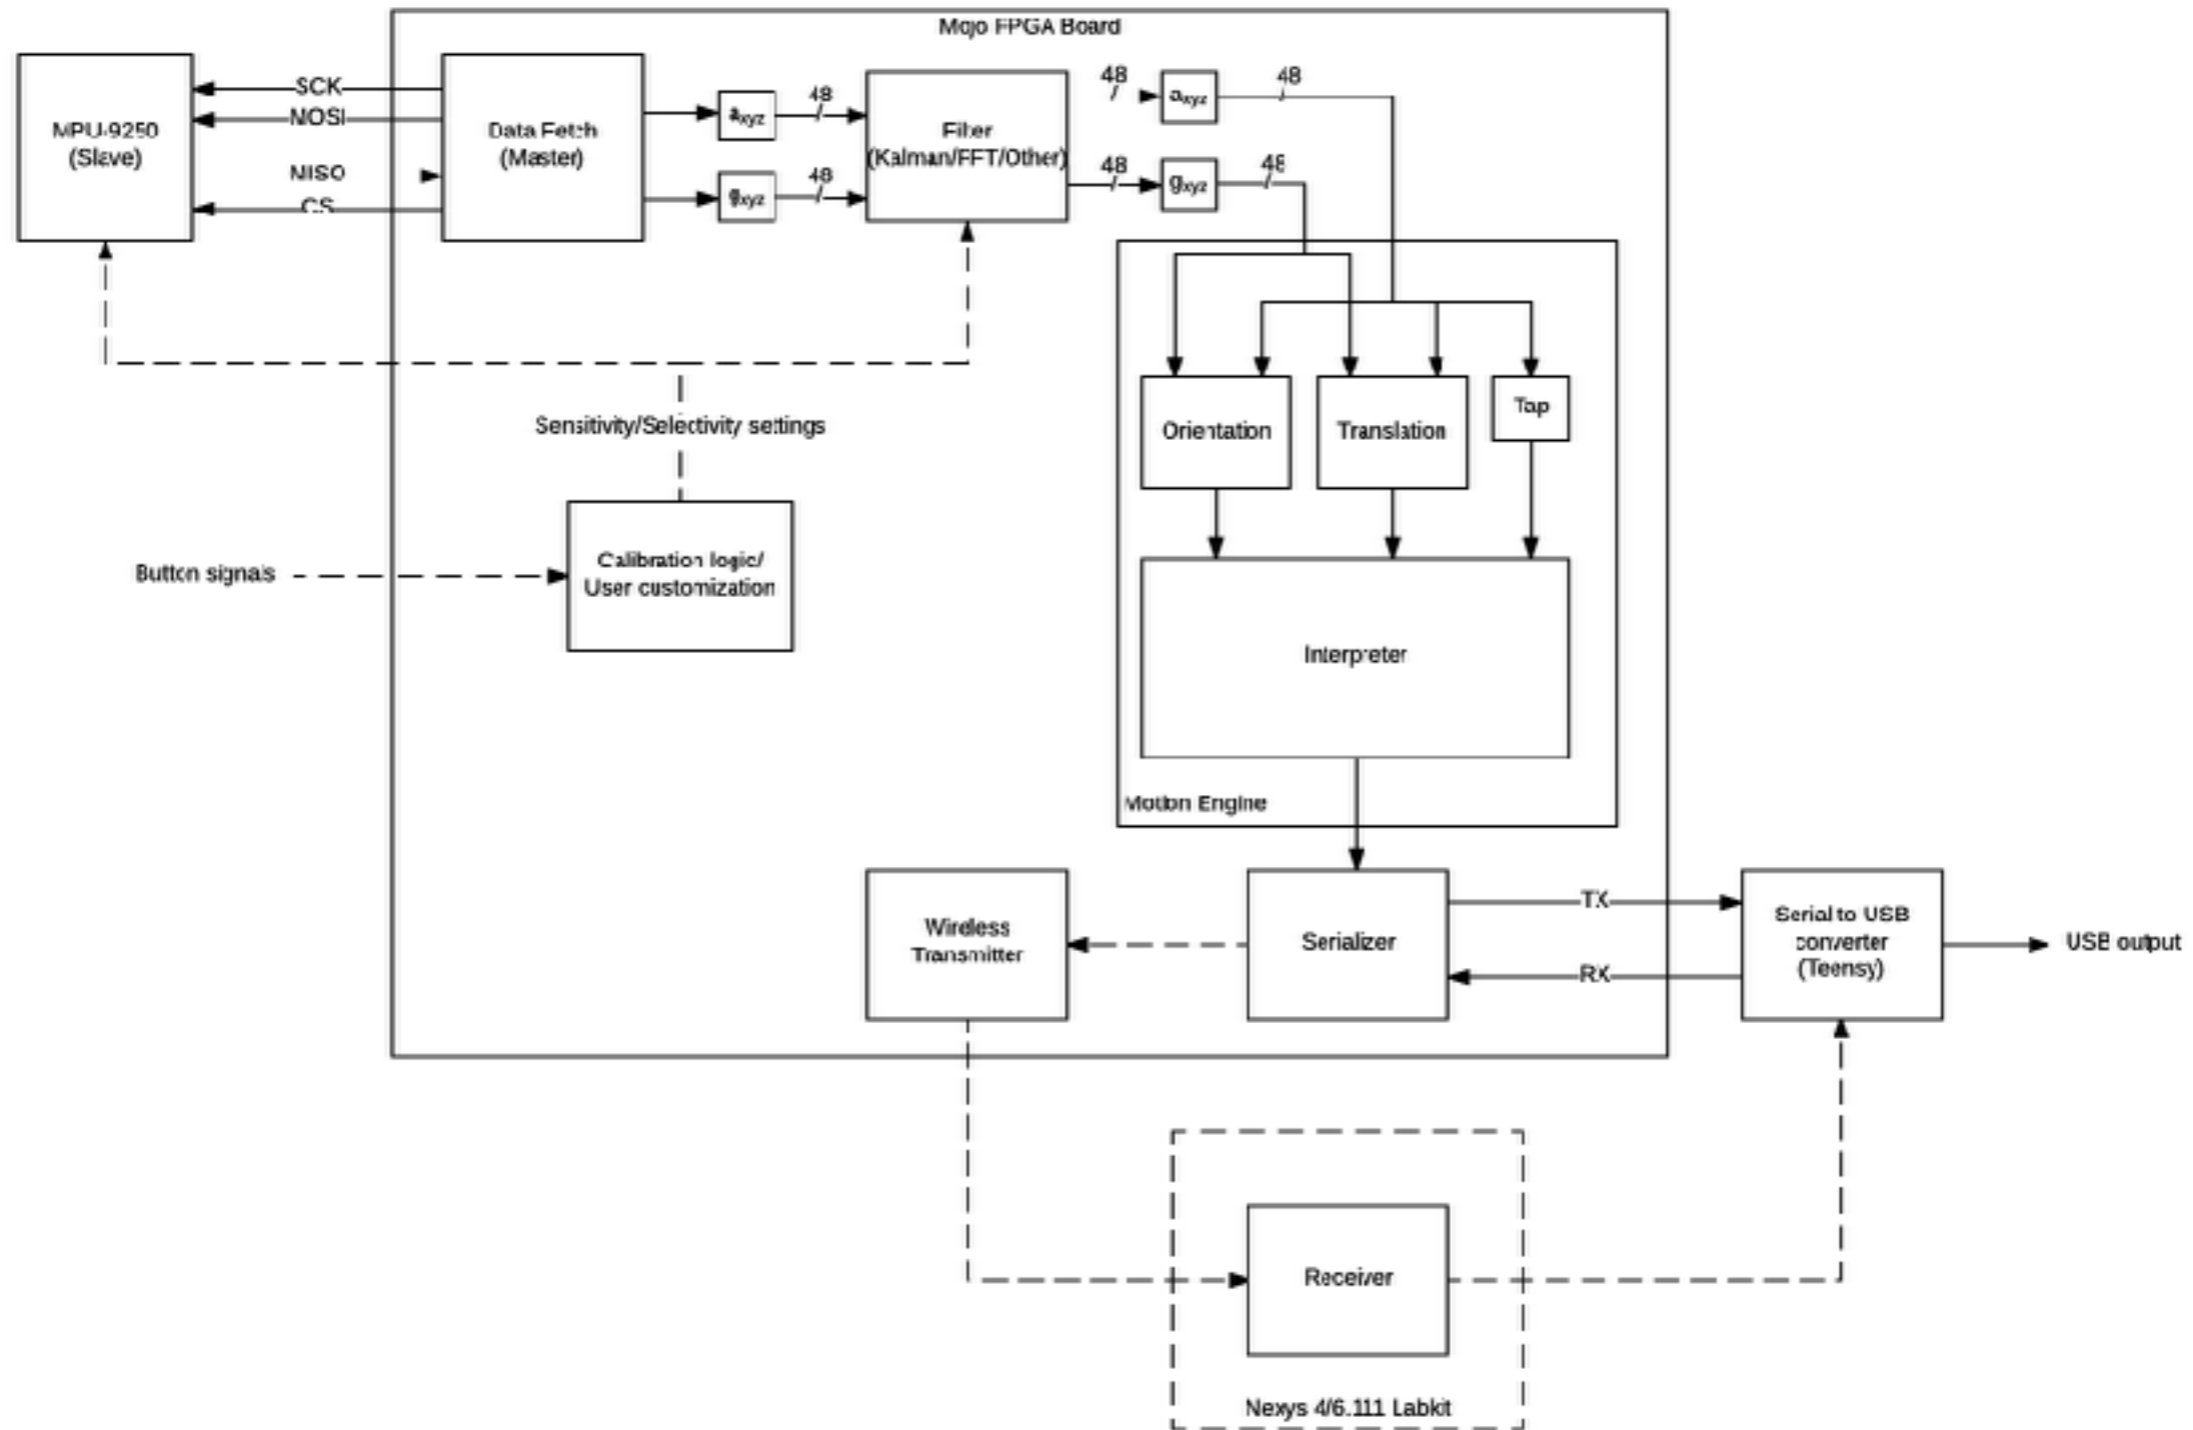 Mojo FPGA Board
MPU-9250
(Slave)
SCK
MOSI
MISO
CS
Data Fetch
(Master)
axyz
48
gxyz
48
Filter
(Kalman/FFT/Other)
48
axyz
48
48
gxyz
48
Sensitivity/Selectivity settings
Orientation
Translation
Tap
Button signals
Calibration logic/
User customization
Interpreter
Motion Engine
Wireless
Transmitter
Serializer
TX
RX
Serial to USB
converter
(Teensy)
USB output
Receiver
Nexys 4/6.111 Labkit